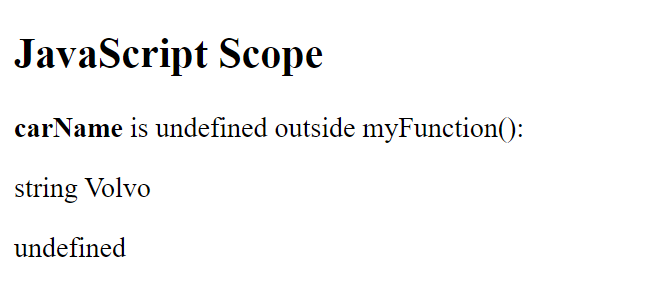 JavaScript Scope
carName is undefined outside myFunction():
string Volvo
undefined